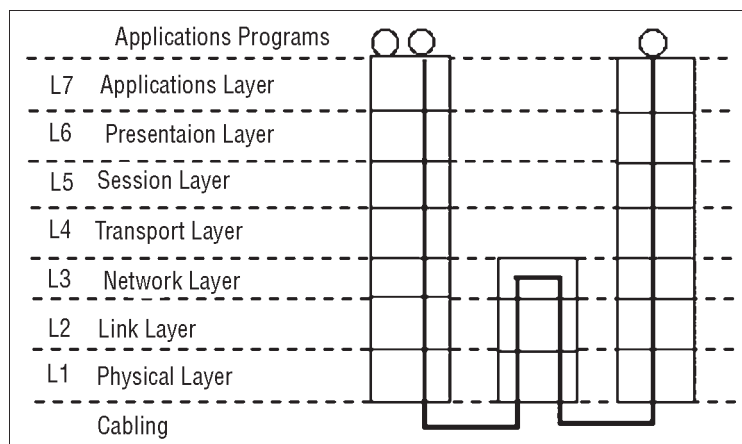 Applications Programs
L7 Applications Layer
L6 Presentaion Layer
L5 Session Layer
L4 Transport Layer
L3 Network Layer
L2 Link Layer
L1 Physical Layer
Cabling